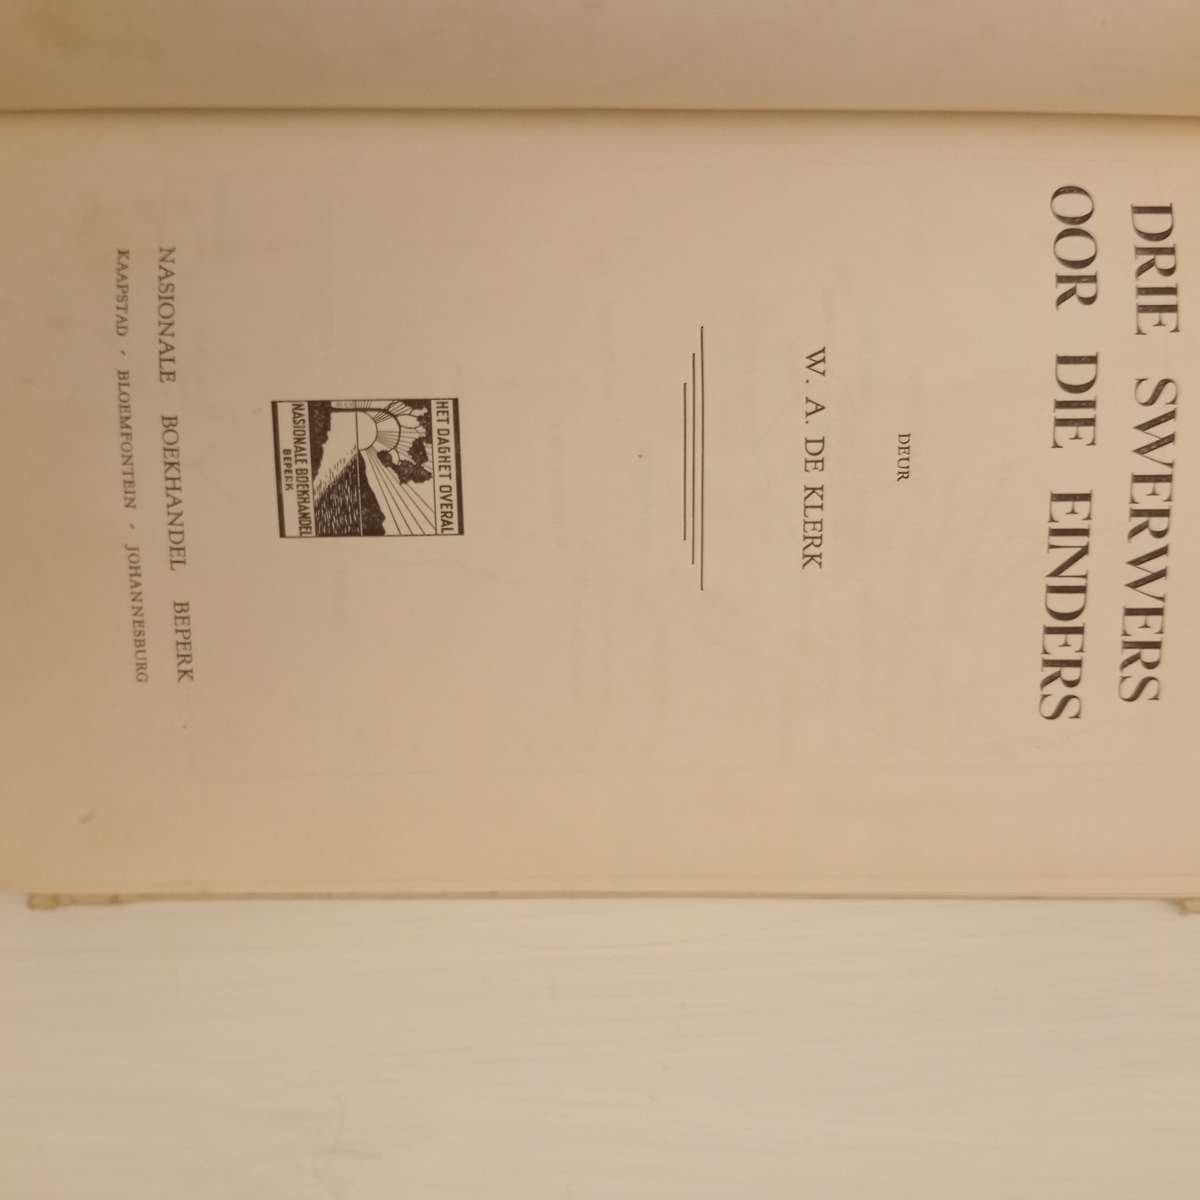 DRIE SWERWERS
OOR DIE EINDERS
DEUR
W. A. DE KLERK
HET DAGHET OVERAL
NASIONALE BOEKHANDEL
BEPERK
NASIONALE BOEKHANDEL BEPERK
KAAPSTAD - BLOEMFONTEIN - JOHANNESBURG